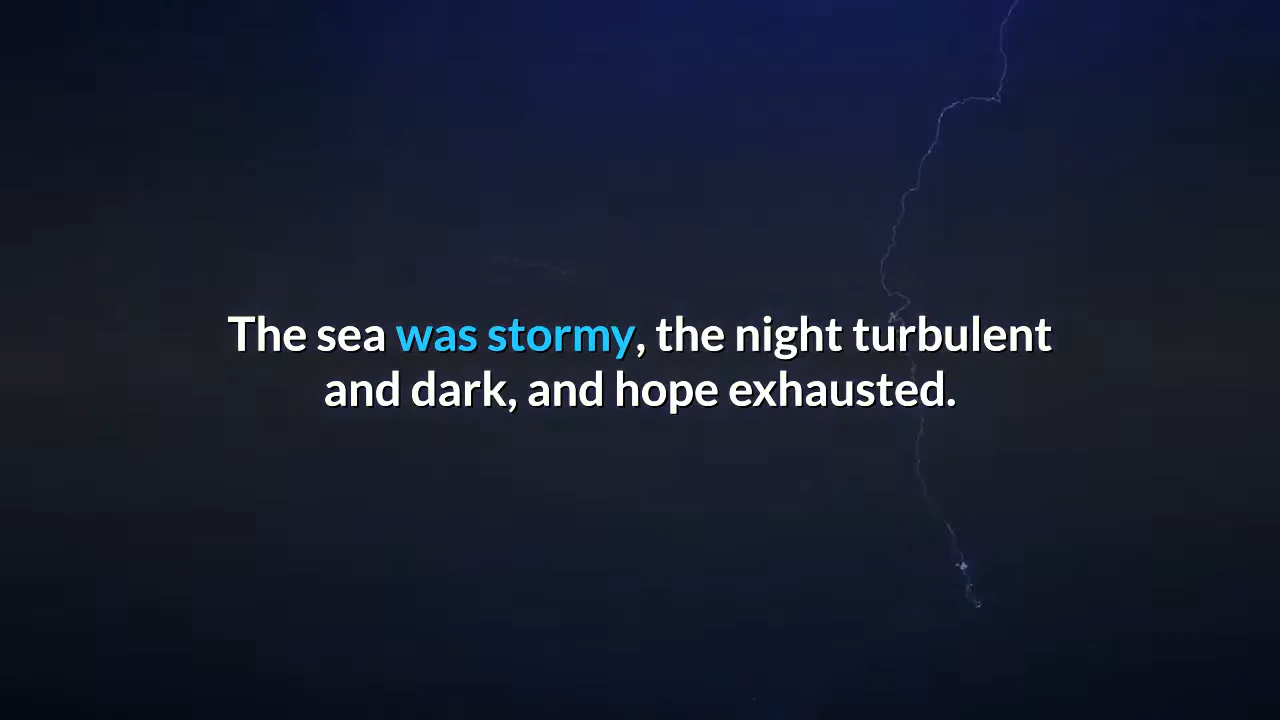 The sea was stormy, the night turbulent
and dark, and hope exhausted.